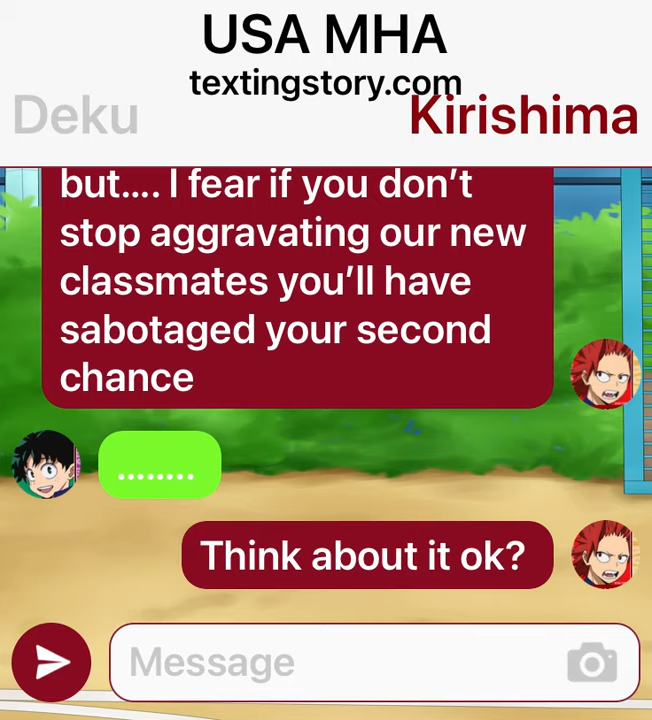 USA MHA
textingstory.com
Deku
Kirishima
but.... I fear if you don’t
stop aggravating our new
classmates you’ll have
sabotaged your second
chance
........
Think about it ok?
Message